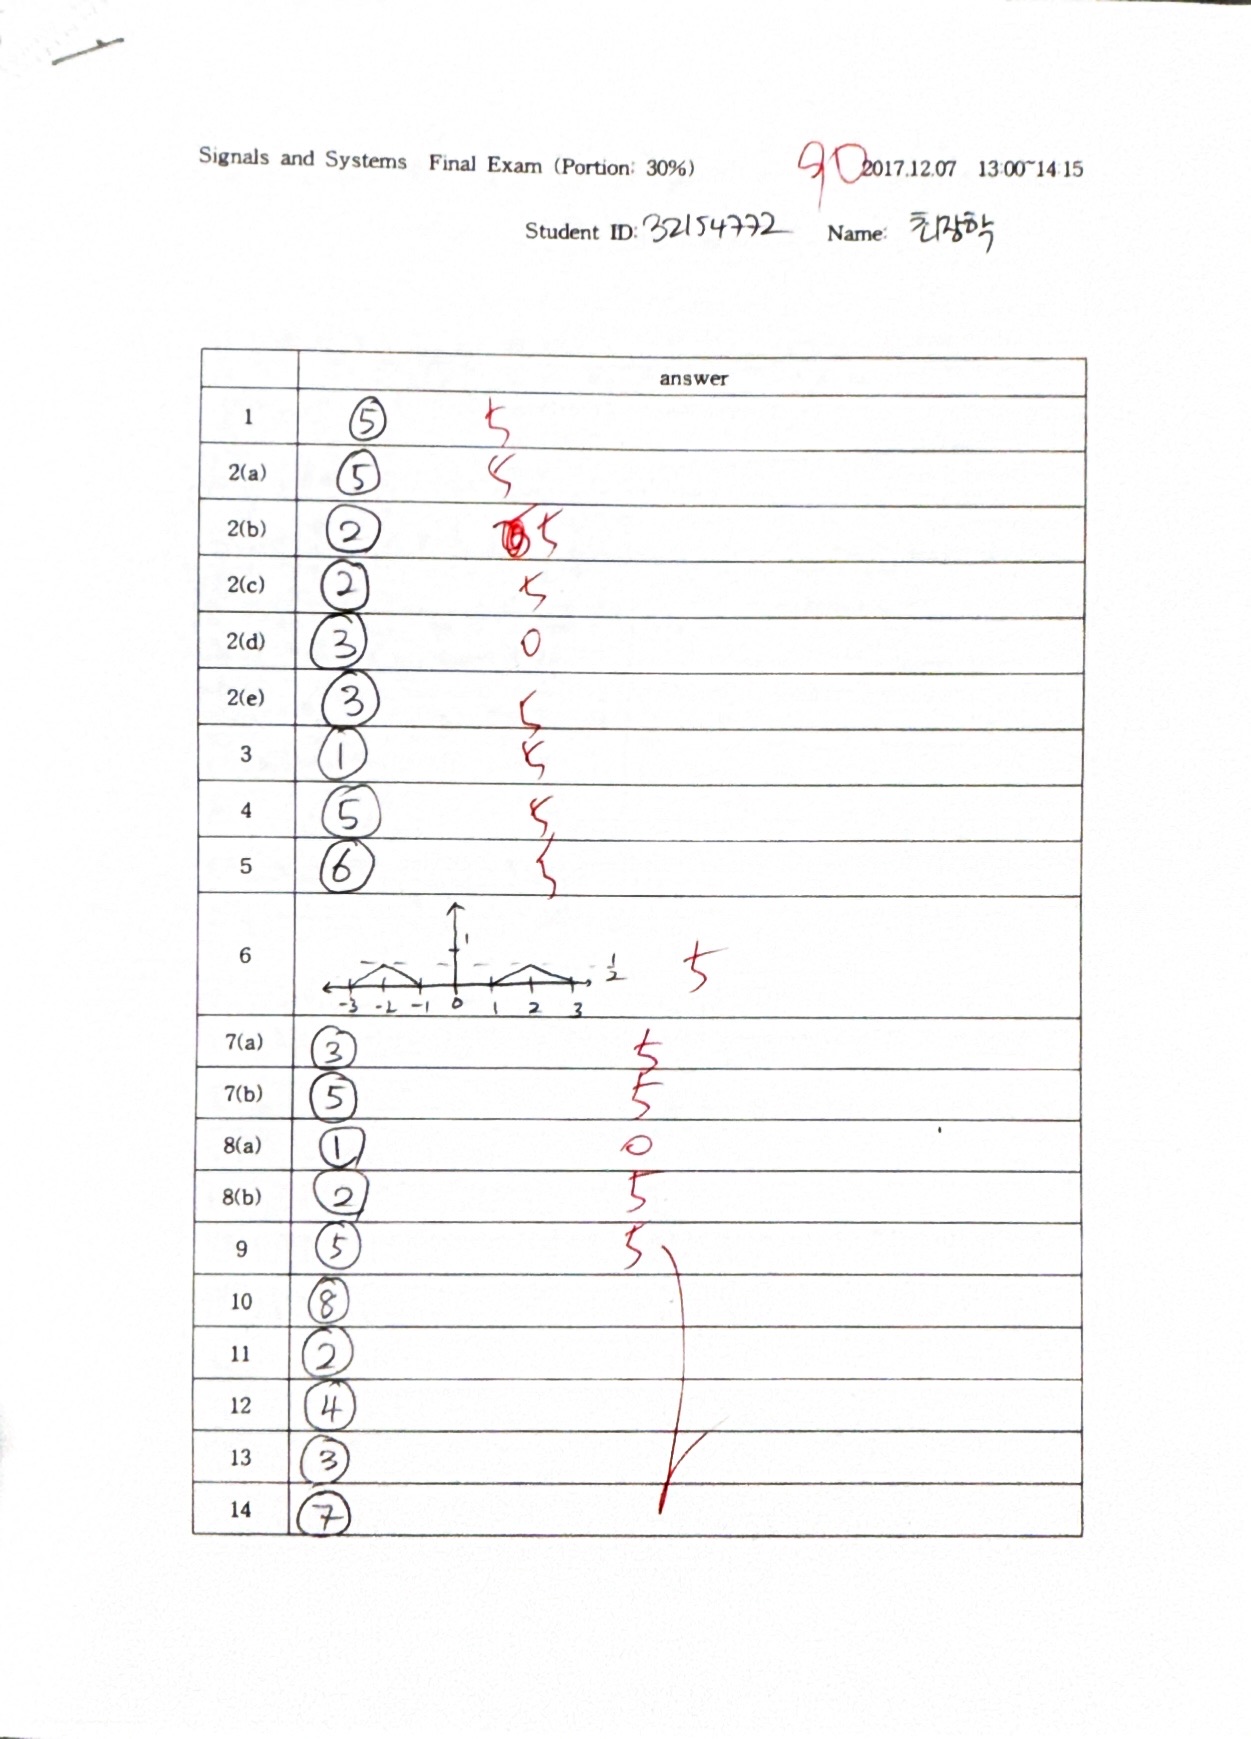 Signals and Systems Final Exam (Portion: 30%) 90 2017.12.07 13:00~14:15
Student ID: 32154772 Name: 최광학
answer
1 ⑤ 5
2(a) ⑤ 5
2(b) ② 5
2(c) ② 5
2(d) ③ 0
2(e) ③ 5
3 ① 5
4 ⑤ 5
5 ⑥ 5
6 1 1/2 -3 -2 -1 0 1 2 3 5
7(a) ③ 5
7(b) ⑤ 5
8(a) ① 0
8(b) ② 5
9 ⑤ 5
10 ⑧
11 ②
12 ④
13 ③
14 ⑦